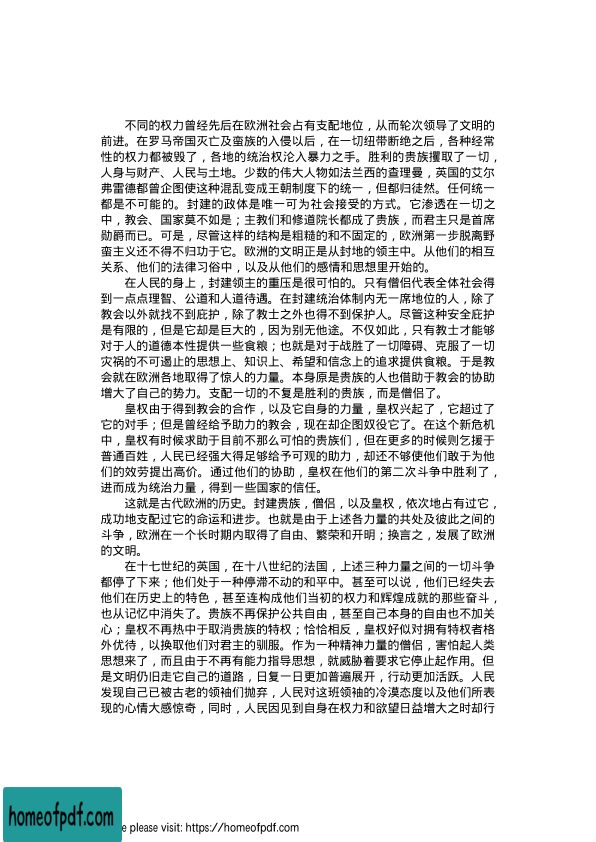 不同的权力曾经先后在欧洲社会占有支配地位，从而轮次领导了文明的
前进。在罗马帝国灭亡及蛮族的入侵以后，在一切纽带断绝之后，各种经常
性的权力都被毁了，各地的统治权沦入暴力之手。胜利的贵族攫取了一切，
人身与财产、人民与土地。少数的伟大人物如法兰西的查理曼，英国的艾尔
弗雷德都曾企图使这种混乱变成王朝制度下的统一，但都归徒然。任何统一
都是不可能的。封建的政体是唯一可为社会接受的方式。它渗透在一切之
中，教会、国家莫不如是；主教们和修道院长都成了贵族，而君主只是首席
勋爵而已。可是，尽管这样的结构是粗糙的和不固定的，欧洲第一步脱离野
蛮主义还不得不归功于它。欧洲的文明正是从封地的领主中。从他们的相互
关系、他们的法律习俗中，以及从他们的感情和思想里开始的。
在人民的身上，封建领主的重压是很可怕的。只有僧侣代表全体社会得
到一点点理智、公道和人道待遇。在封建统治体制内无一席地位的人，除了
教会以外就找不到庇护，除了教士之外也得不到保护人。尽管这种安全庇护
是有限的，但是它却是巨大的，因为别无他途。不仅如此，只有教士才能够
对于人的道德本性提供一些食粮；也就是对于战胜了一切障碍、克服了一切
灾祸的不可遏止的思想上、知识上、希望和信念上的追求提供食粮。于是教
会就在欧洲各地取得了惊人的力量。本身原是贵族的人也借助于教会的协助
增大了自己的势力。支配一切的不复是胜利的贵族，而是僧侣了。
皇权由于得到教会的合作，以及它自身的力量，皇权兴起了，它超过了
它的对手；但是曾经给予助力的教会，现在却企图奴役它了。在这个新危机
中，皇权有时候求助于目前不那么可怕的贵族们，但在更多的时候则乞援于
普通百姓，人民已经强大得足够给予可观的助力，却还不够使他们敢于为他
们的效劳提出高价。通过他们的协助，皇权在他们的第二次斗争中胜利了，
进而成为统治力量，得到一些国家的信任。
这就是古代欧洲的历史。封建贵族，僧侣，以及皇权，依次地占有过它，
成功地支配过它的命运和进步。也就是由于上述各力量的共处及彼此之间的
斗争，欧洲在一个长时期内取得了自由、繁荣和开明；换言之，发展了欧洲
的文明。
在十七世纪的英国，在十八世纪的法国，上述三种力量之间的一切斗争
都停了下来；他们处于一种停滞不动的和平中。甚至可以说，他们已经失去
他们在历史上的特色，甚至连构成他们当初的权力和辉煌成就的那些奋斗，
也从记忆中消失了。贵族不再保护公共自由，甚至自己本身的自由也不加关
心；皇权不再热中于取消贵族的特权；恰恰相反，皇权好似对拥有特权者格
外优待，以换取他们对君主的驯服。作为一种精神力量的僧侣，害怕起人类
思想来了，而且由于不再有能力指导思想，就威胁着要求它停止起作用。但
是文明仍旧走它自己的道路，日复一日更加普遍展开，行动更加活跃。人民
发现自己已被古老的领袖们抛弃，人民对这班领袖的冷漠态度以及他们所表
现的心情大感惊奇，同时，人民因见到自身在权力和欲望日益增大之时却行
homeofpdf.com
e please visit: https://homeofpdf.com